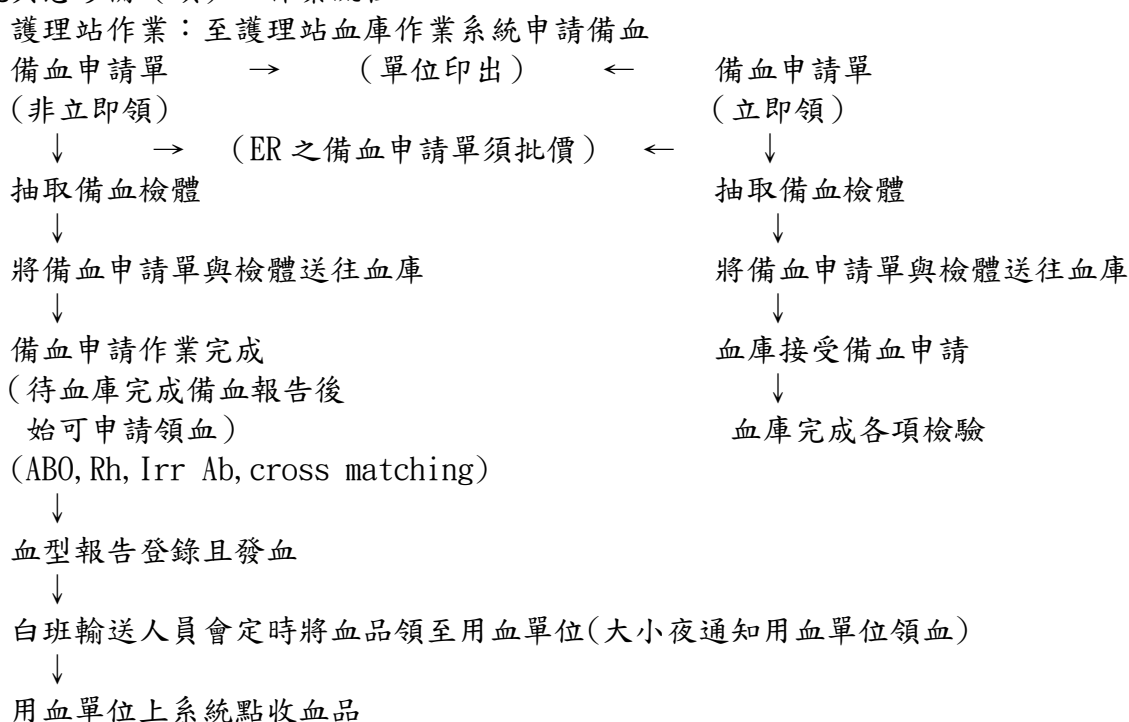 護理站作業：至護理站血庫作業系統申請備血
備血申請單 → （單位印出） ← 備血申請單
(非立即領) (立即領)
↓ → （ER 之備血申請單須批價） ← ↓
抽取備血檢體 抽取備血檢體
↓ ↓
將備血申請單與檢體送往血庫 將備血申請單與檢體送往血庫
↓ ↓
備血申請作業完成 血庫接受備血申請
(待血庫完成備血報告後 ↓
始可申請領血) 血庫完成各項檢驗
(ABO,Rh,Irr Ab,cross matching)
↓
血型報告登錄且發血
↓
白班輸送人員會定時將血品領至用血單位(大小夜通知用血單位領血)
↓
用血單位上系統點收血品